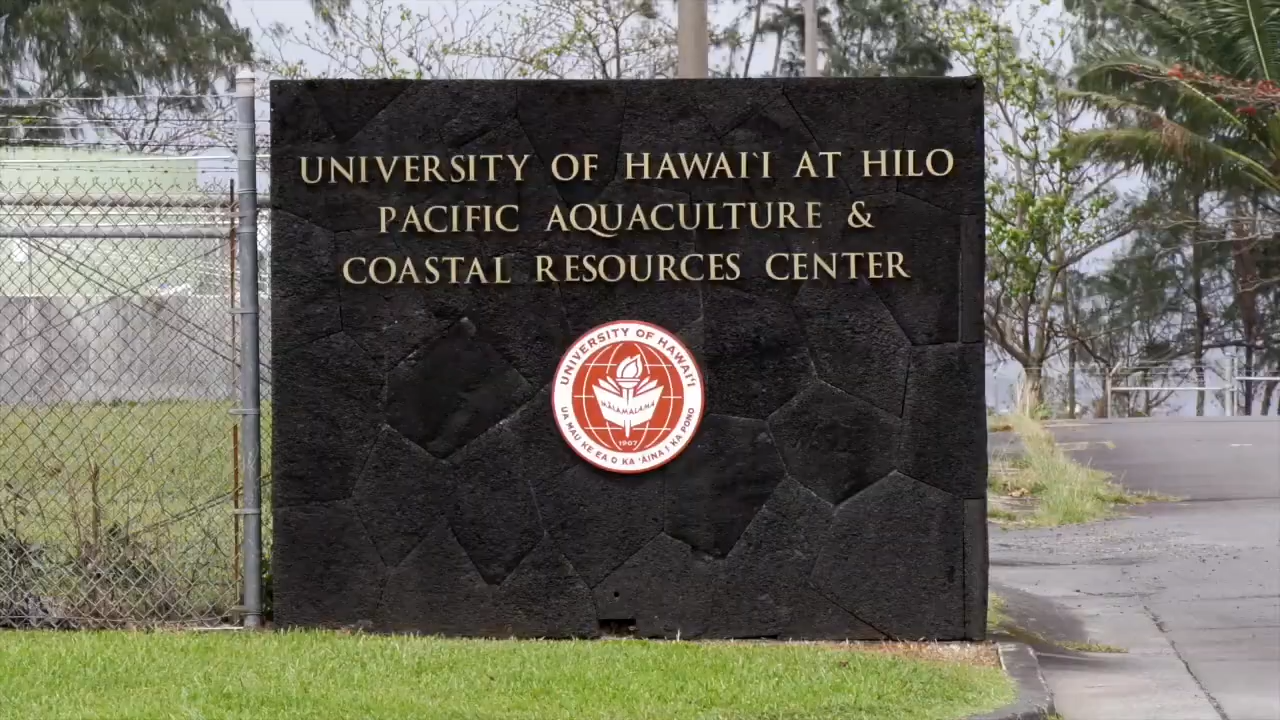 UNIVERSITY OF HAWAI'I AT HILO
PACIFIC AQUACULTURE &
COASTAL RESOURCES CENTER
UNIVERSITY OF HAWAI'I
MALAMALAMA
1907
UA MAU KE EA O KA 'ĀINA I KA PONO